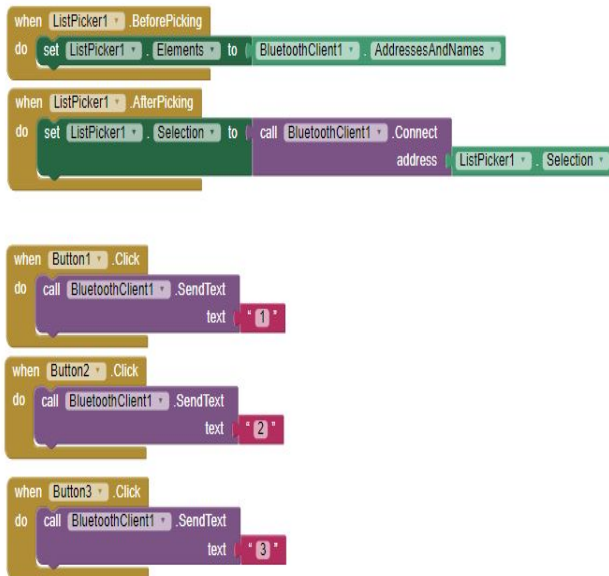 when ListPicker1 .BeforePicking
do set ListPicker1 . Elements to BluetoothClient1 . AddressesAndNames
when ListPicker1 .AfterPicking
do set ListPicker1 . Selection to call BluetoothClient1 .Connect
address ListPicker1 . Selection
when Button1 .Click
do call BluetoothClient1 .SendText
text "1"
when Button2 .Click
do call BluetoothClient1 .SendText
text "2"
when Button3 .Click
do call BluetoothClient1 .SendText
text "3"